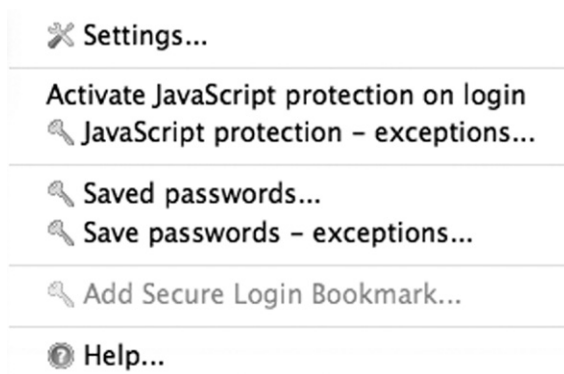 Settings...
Activate JavaScript protection on login
JavaScript protection – exceptions...
Saved passwords...
Save passwords – exceptions...
Add Secure Login Bookmark...
Help...